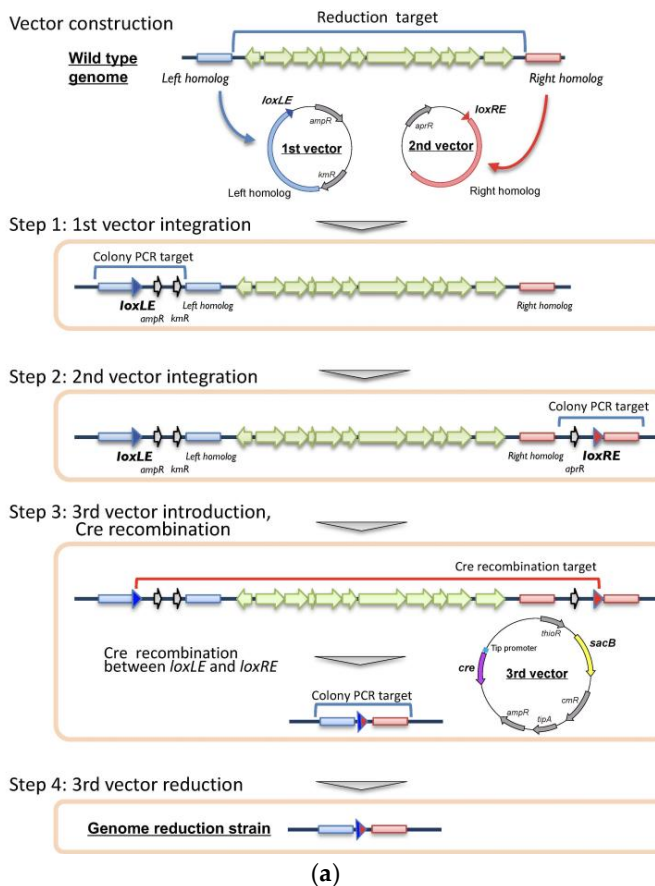 Vector construction
Reduction target
Wild type
genome
Left homolog
Right homolog
loxLE
ampR
1st vector
kmR
Left homolog
loxRE
aprR
2nd vector
Right homolog
Step 1: 1st vector integration
Colony PCR target
loxLE
ampR
kmR
Left homolog
Right homolog
Step 2: 2nd vector integration
Colony PCR target
loxLE
ampR
kmR
Left homolog
Right homolog
aprR
loxRE
Step 3: 3rd vector introduction,
Cre recombination
Cre recombination target
Cre recombination
between loxLE and loxRE
Colony PCR target
thioR
sacB
Tip promoter
cre
3rd vector
cmR
ampR
tipA
Step 4: 3rd vector reduction
Genome reduction strain
(a)